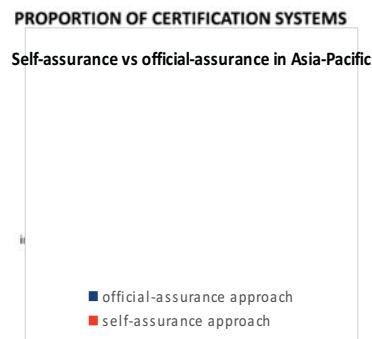 PROPORTION OF CERTIFICATION SYSTEMS
Self-assurance vs official-assurance in Asia-Pacific
official-assurance approach
self-assurance approach